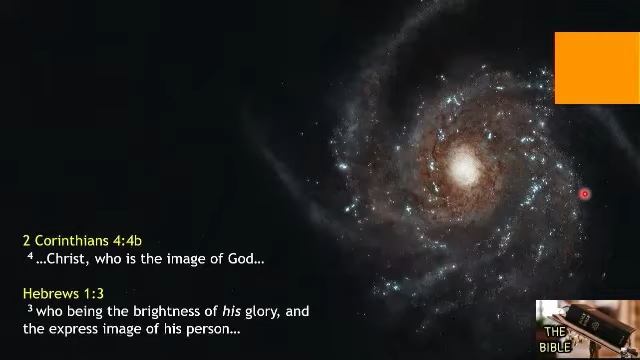 2 Corinthians 4:4b
⁴ …Christ, who is the image of God…
Hebrews 1:3
³ who being the brightness of his glory, and
the express image of his person…
THE
BIBLE